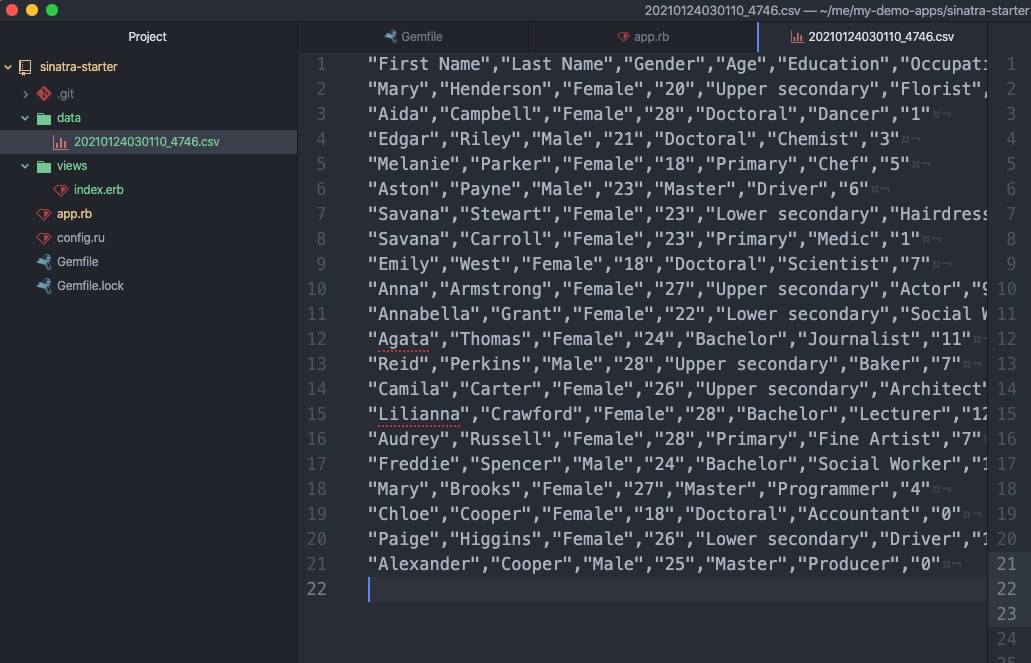 20210124030110_4746.csv — ~/me/my-demo-apps/sinatra-starter
Project
sinatra-starter
.git
data
20210124030110_4746.csv
views
index.erb
app.rb
config.ru
Gemfile
Gemfile.lock
Gemfile app.rb 20210124030110_4746.csv
1 "First Name","Last Name","Gender","Age","Education","Occupati
2 "Mary","Henderson","Female","20","Upper secondary","Florist",
3 "Aida","Campbell","Female","28","Doctoral","Dancer","1"¤¬
4 "Edgar","Riley","Male","21","Doctoral","Chemist","3"¤¬
5 "Melanie","Parker","Female","18","Primary","Chef","5"¤¬
6 "Aston","Payne","Male","23","Master","Driver","6"¤¬
7 "Savana","Stewart","Female","23","Lower secondary","Hairdress
8 "Savana","Carroll","Female","23","Primary","Medic","1"¤¬
9 "Emily","West","Female","18","Doctoral","Scientist","7"¤¬
10 "Anna","Armstrong","Female","27","Upper secondary","Actor","9
11 "Annabella","Grant","Female","22","Lower secondary","Social W
12 "Agata","Thomas","Female","24","Bachelor","Journalist","11"¤¬
13 "Reid","Perkins","Male","28","Upper secondary","Baker","7"¤¬
14 "Camila","Carter","Female","26","Upper secondary","Architect"
15 "Lilianna","Crawford","Female","28","Bachelor","Lecturer","12
16 "Audrey","Russell","Female","28","Primary","Fine Artist","7"¤
17 "Freddie","Spencer","Male","24","Bachelor","Social Worker","1
18 "Mary","Brooks","Female","27","Master","Programmer","4"¤¬
19 "Chloe","Cooper","Female","18","Doctoral","Accountant","0"¤¬
20 "Paige","Higgins","Female","26","Lower secondary","Driver","1
21 "Alexander","Cooper","Male","25","Master","Producer","0"¤¬
22
1
2
3
4
5
6
7
8
9
10
11
12
13
14
15
16
17
18
19
20
21
22
23
24